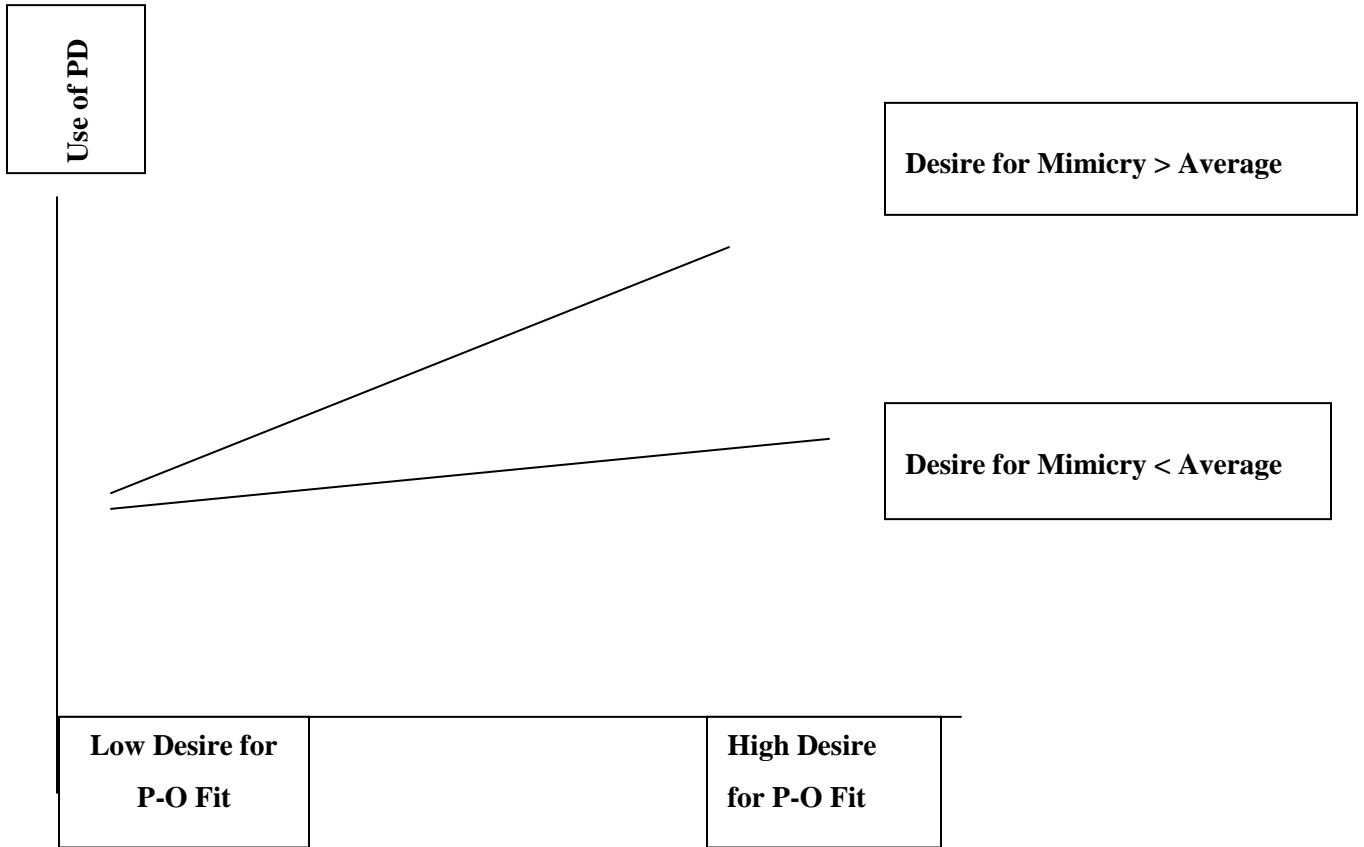 Use of PD
Desire for Mimicry > Average
Desire for Mimicry < Average
Low Desire for
P-O Fit
High Desire
for P-O Fit